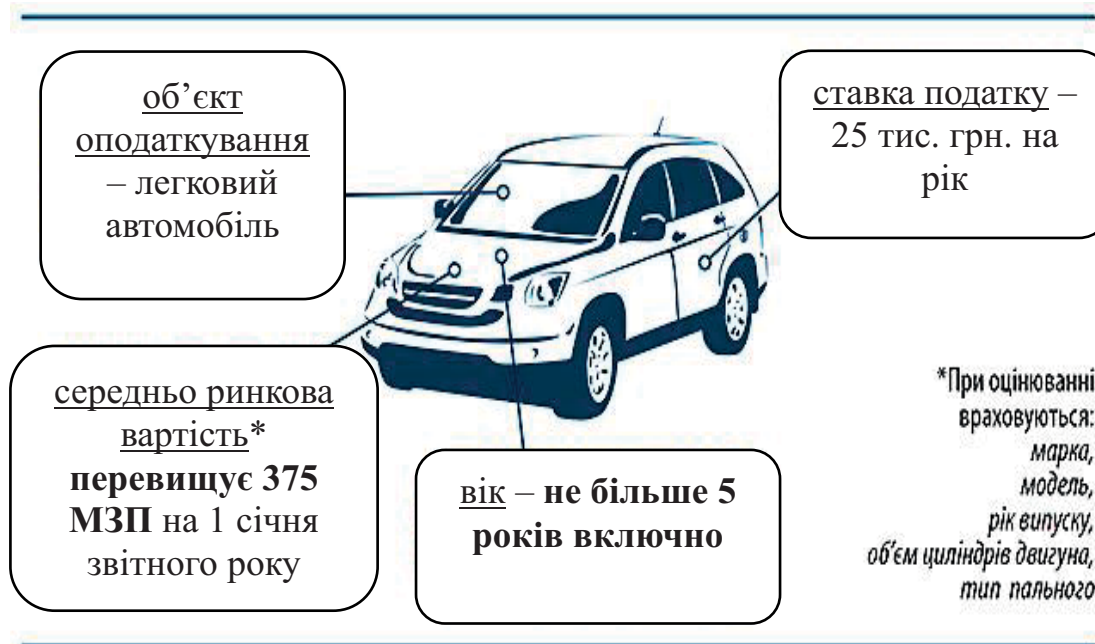 об’єкт
оподаткування
– легковий
автомобіль
ставка податку –
25 тис. грн. на
рік
середньо ринкова
вартість*
перевищує 375
МЗП на 1 січня
звітного року
вік – не більше 5
років включно
*При оцінюванні
враховуються:
марка,
модель,
рік випуску,
об’єм циліндрів двигуна,
тип пального